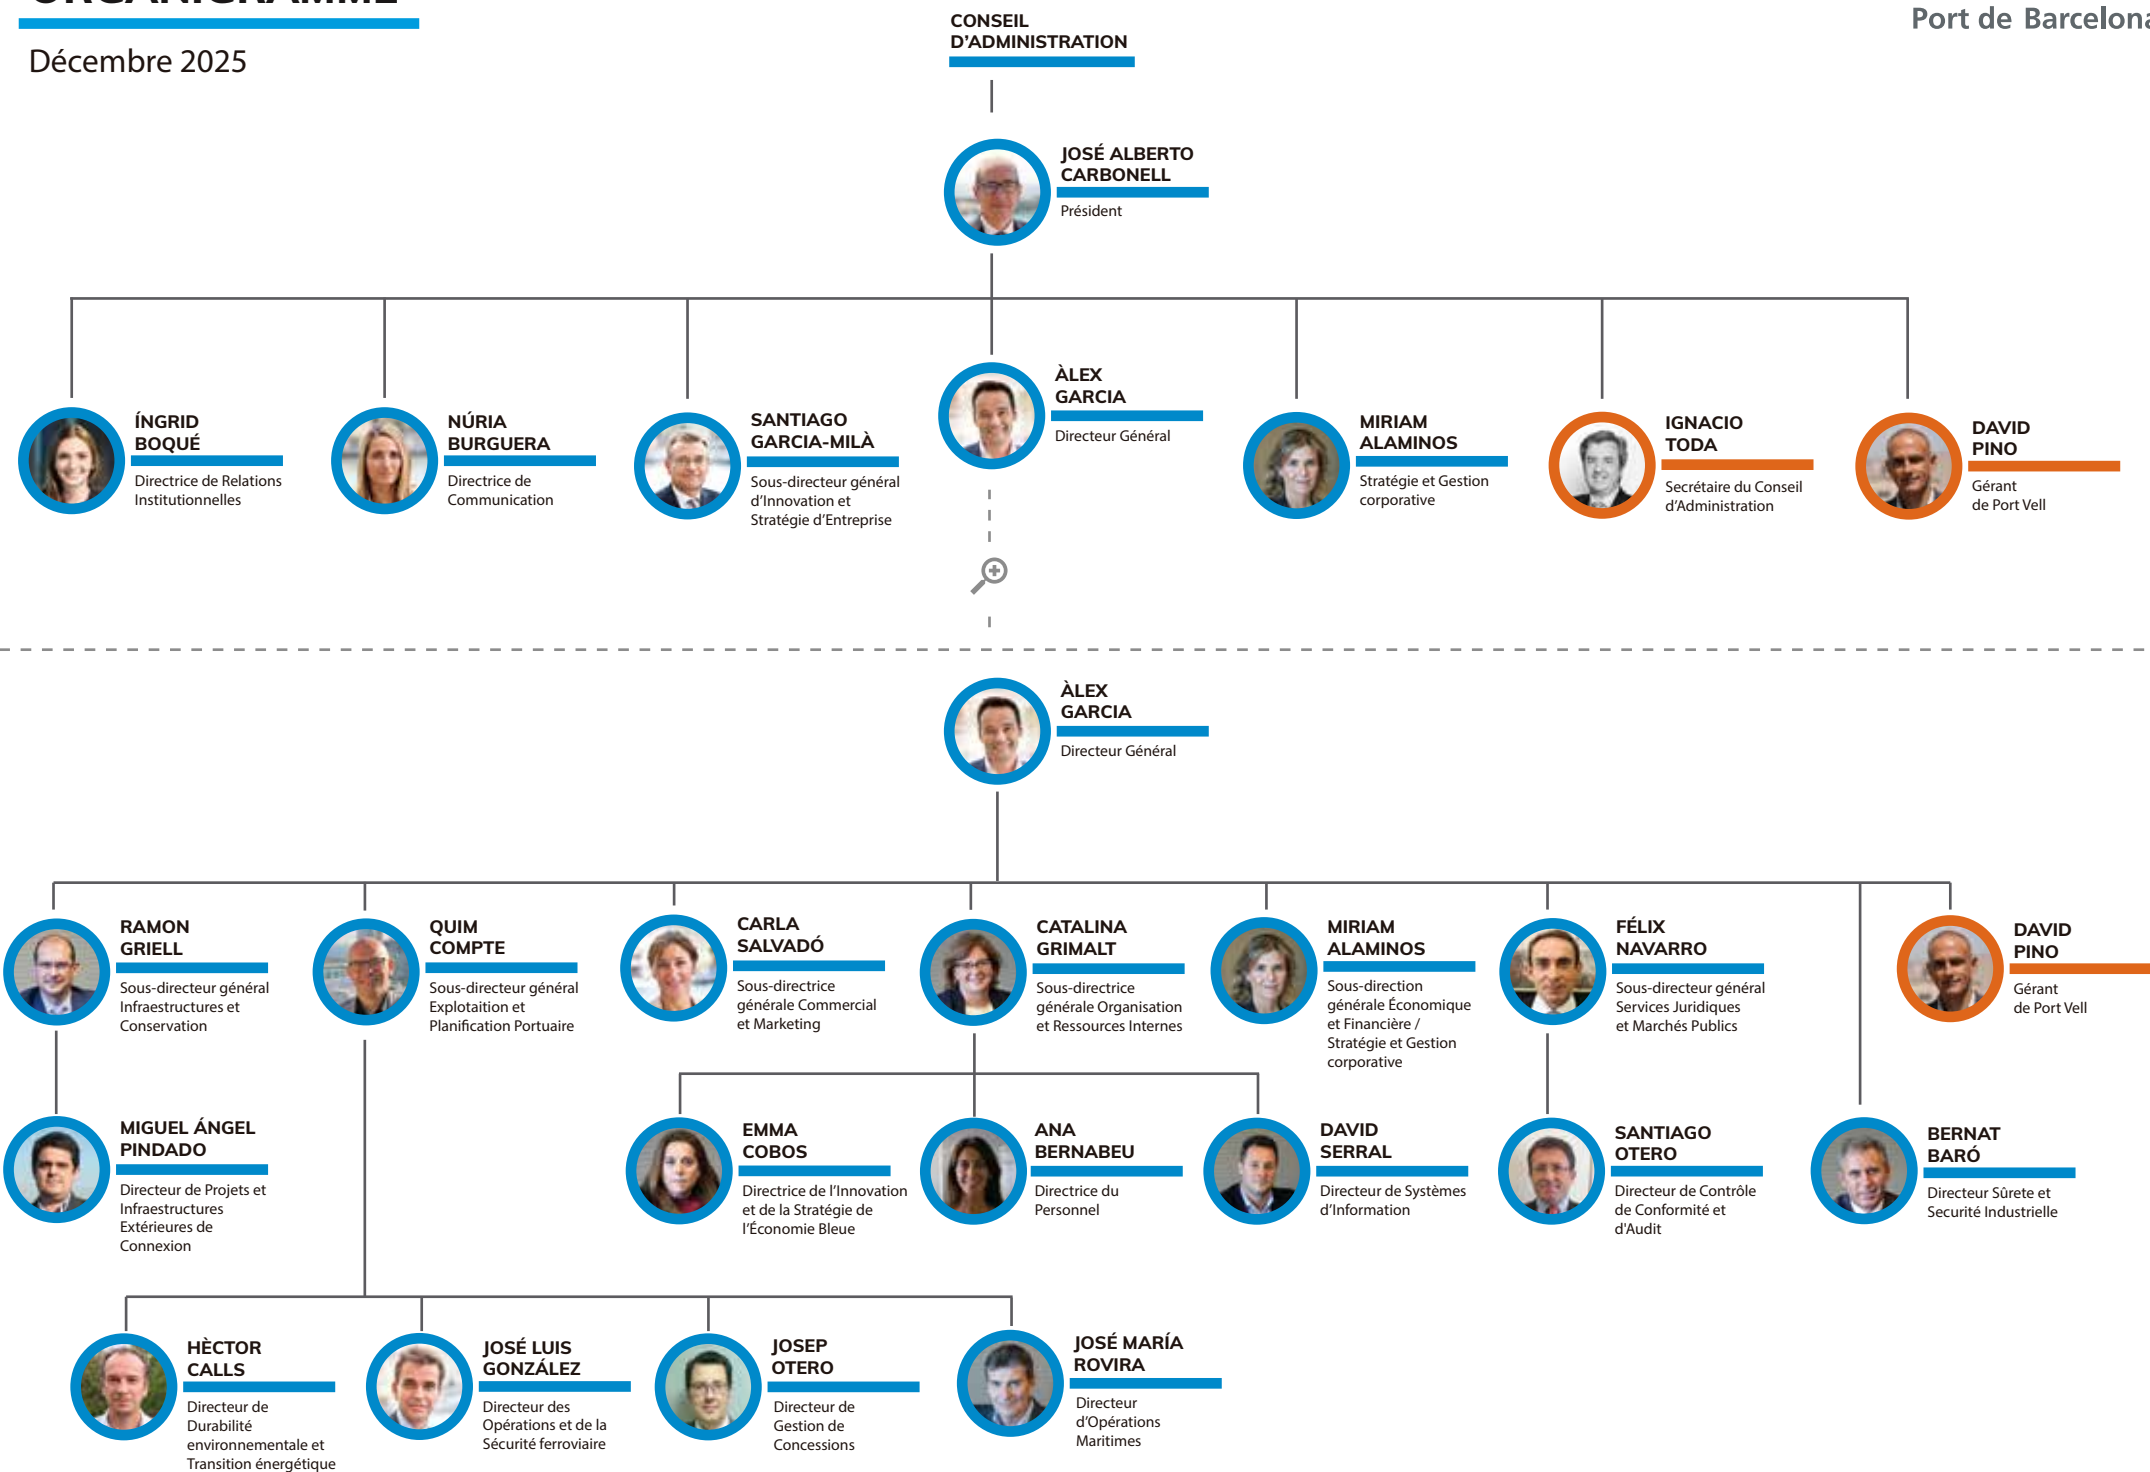 ORGANIGRAMME
Décembre 2025
Port de Barcelona
CONSEIL
D'ADMINISTRATION
JOSÉ ALBERTO
CARBONELL
Président
ÍNGRID
BOQUÉ
Directrice de Relations
Institutionnelles
NÚRIA
BURGUERA
Directrice de
Communication
SANTIAGO
GARCIA-MILÀ
Sous-directeur général
d'Innovation et
Stratégie d'Entreprise
ÀLEX
GARCIA
Directeur Général
MIRIAM
ALAMINOS
Stratégie et Gestion
corporative
IGNACIO
TODA
Secrétaire du Conseil
d'Administration
DAVID
PINO
Gérant
de Port Vell
ÀLEX
GARCIA
Directeur Général
RAMON
GRIELL
Sous-directeur général
Infraestructures et
Conservation
QUIM
COMPTE
Sous-directeur général
Explotaition et
Planification Portuaire
CARLA
SALVADÓ
Sous-directrice
générale Commercial
et Marketing
CATALINA
GRIMALT
Sous-directrice
générale Organisation
et Ressources Internes
MIRIAM
ALAMINOS
Sous-direction
générale Économique
et Financière /
Stratégie et Gestion
corporative
FÉLIX
NAVARRO
Sous-directeur général
Services Juridiques
et Marchés Publics
DAVID
PINO
Gérant
de Port Vell
MIGUEL ÁNGEL
PINDADO
Directeur de Projets et
Infraestructures
Extérieures de
Connexion
EMMA
COBOS
Directrice de l'Innovation
et de la Stratégie de
l'Économie Bleue
ANA
BERNABEU
Directrice du
Personnel
DAVID
SERRAL
Directeur de Systèmes
d'Information
SANTIAGO
OTERO
Directeur de Contrôle
de Conformité et
d'Audit
BERNAT
BARÓ
Directeur Sûrete et
Securité Industrielle
HÈCTOR
CALLS
Directeur de
Durabilité
environnementale et
Transition énergétique
JOSÉ LUIS
GONZÁLEZ
Directeur des
Opérations et de la
Sécurité ferroviaire
JOSEP
OTERO
Directeur de
Gestion de
Concessions
JOSÉ MARÍA
ROVIRA
Directeur
d'Opérations
Maritimes